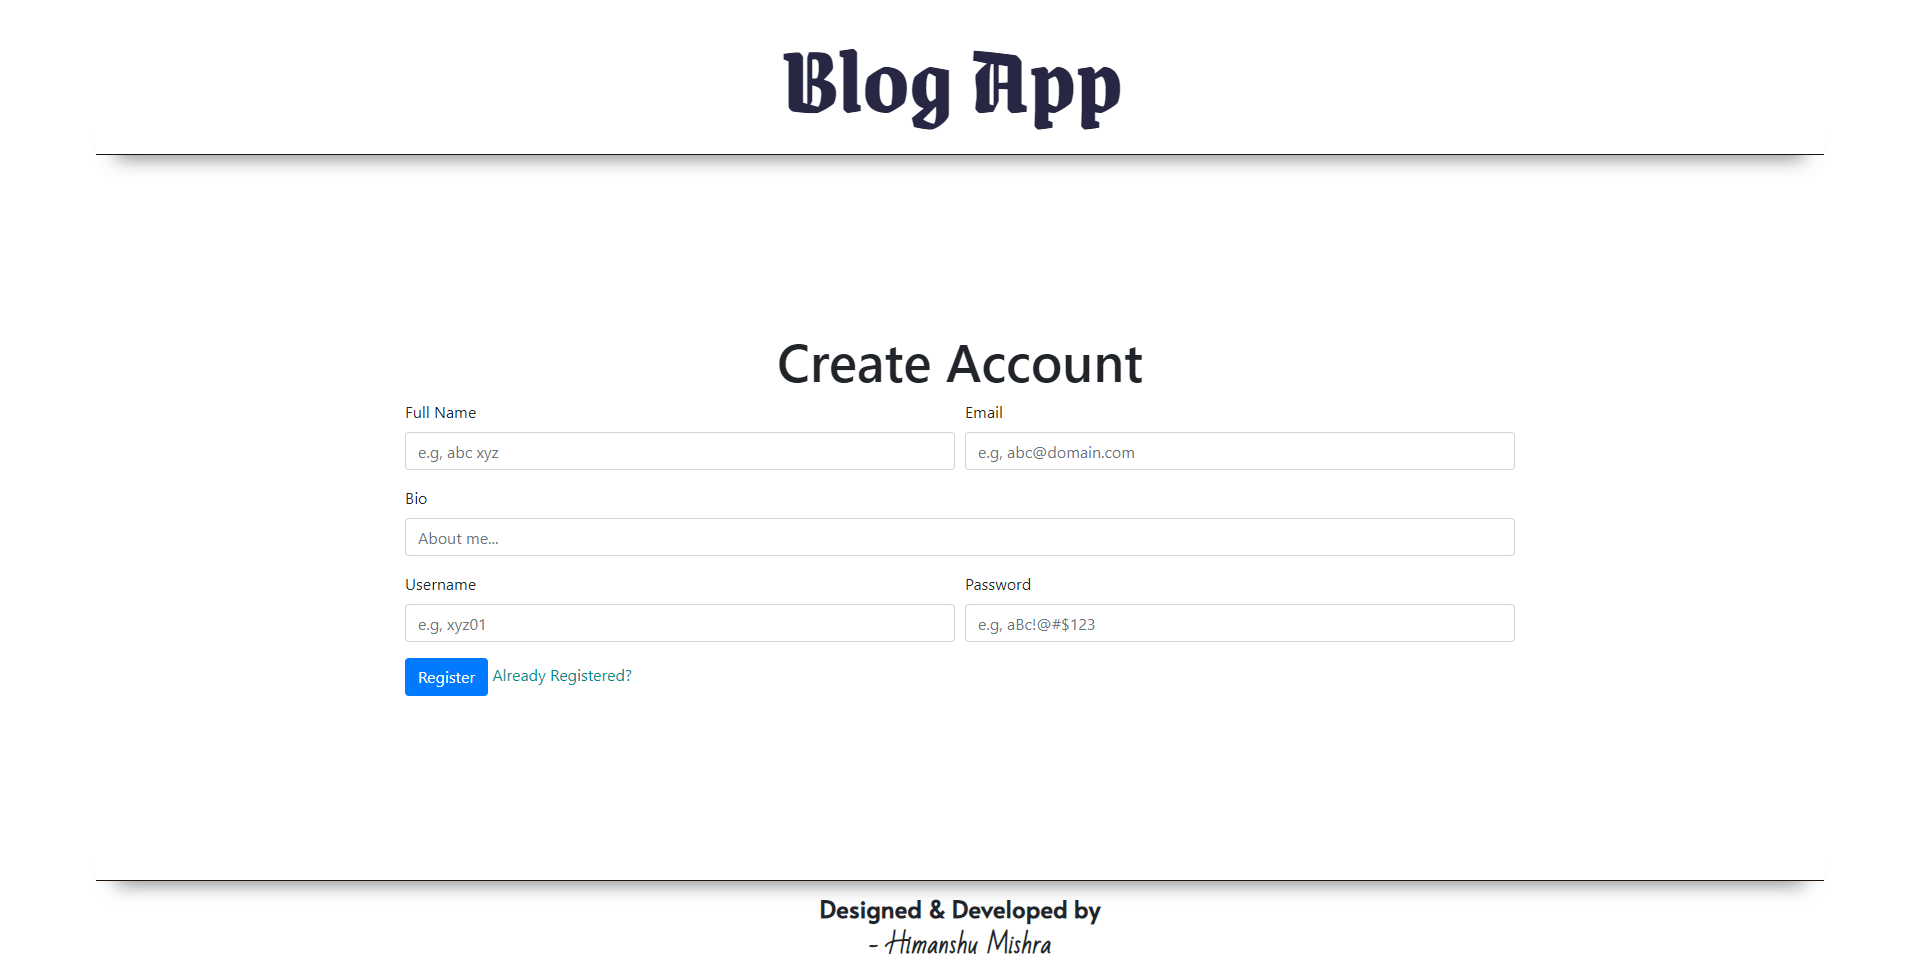 Blog App
Create Account
Full Name
Email
e.g, abc xyz
e.g, abc@domain.com
Bio
About me...
Username
Password
e.g, xyz01
e.g, aBc!@#$123
Register Already Registered?
Designed & Developed by
- Himanshu Mishra